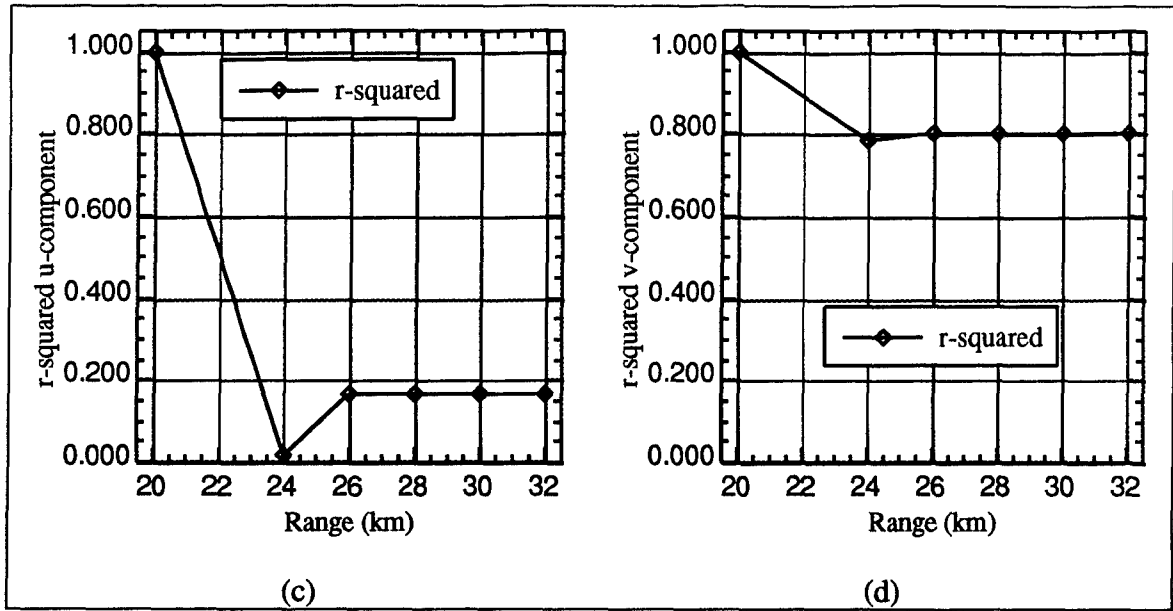 r-squared u-component
1.000
0.800
0.600
0.400
0.200
0.000
r-squared
20 22 24 26 28 30 32
Range (km)
(c)
r-squared v-component
1.000
0.800
0.600
0.400
0.200
0.000
r-squared
20 22 24 26 28 30 32
Range (km)
(d)